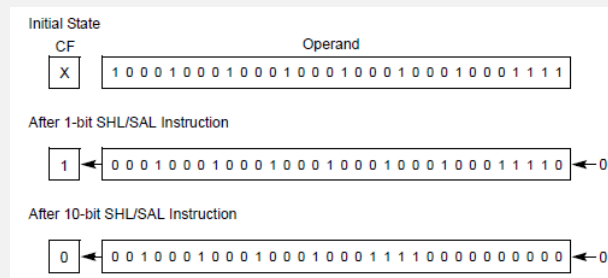 Initial State
CF Operand
X 1 0 0 0 1 0 0 0 1 0 0 0 1 0 0 0 1 0 0 0 1 0 0 0 1 0 0 0 1 1 1 1
After 1-bit SHL/SAL Instruction
1 0 0 0 1 0 0 0 1 0 0 0 1 0 0 0 1 0 0 0 1 0 0 0 1 0 0 0 1 1 1 1 0 0
After 10-bit SHL/SAL Instruction
0 0 0 1 0 0 0 1 0 0 0 1 0 0 0 1 0 0 0 1 1 1 1 0 0 0 0 0 0 0 0 0 0 0